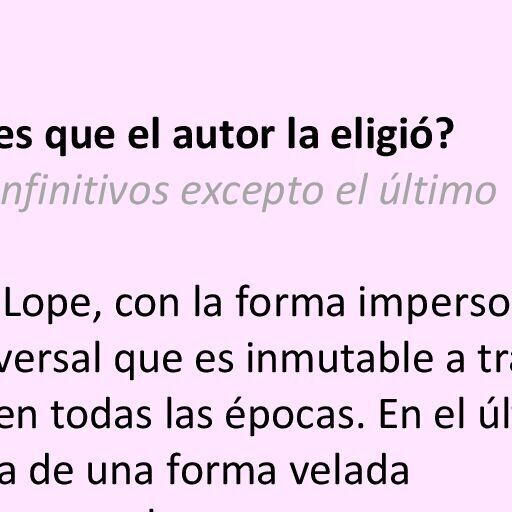 es que el autor la eligió?
nfinitivos excepto el último
Lope, con la forma imperso
versal que es inmutable a tra
en todas las épocas. En el úl
a de una forma velada